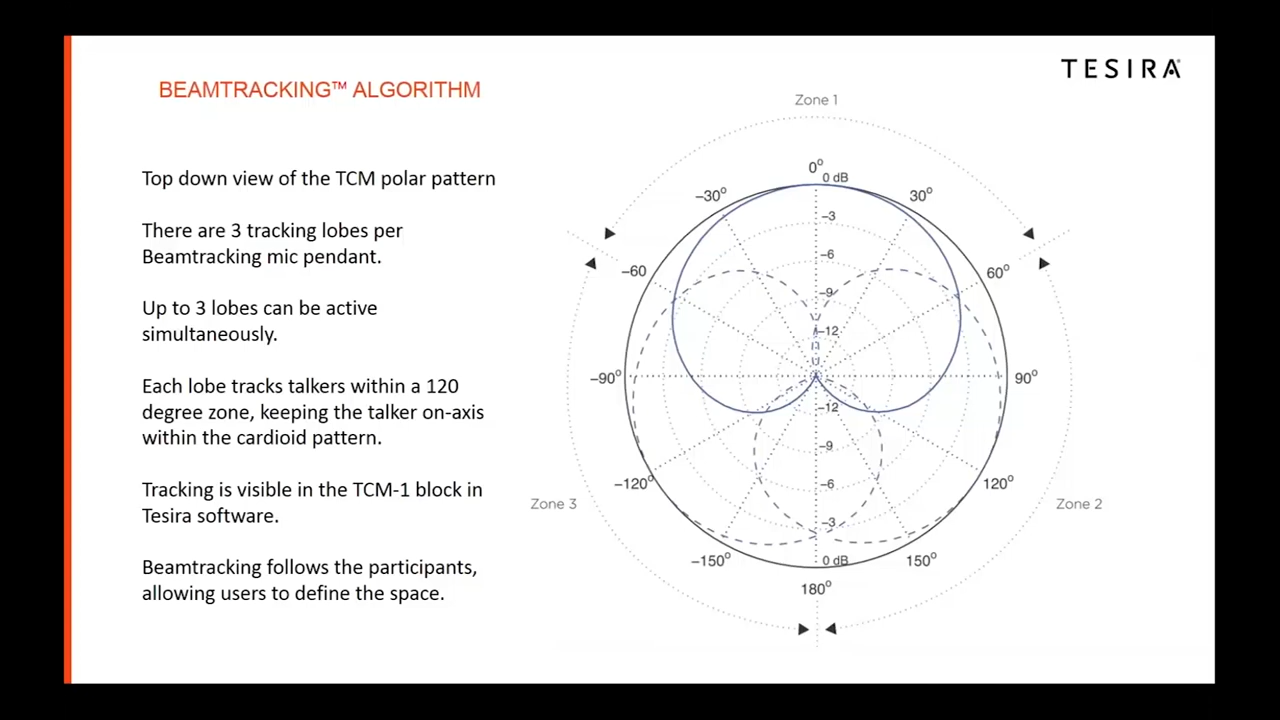 BEAMTRACKING™ ALGORITHM
TESIRA
Top down view of the TCM polar pattern
There are 3 tracking lobes per
Beamtracking mic pendant.
Up to 3 lobes can be active
simultaneously.
Each lobe tracks talkers within a 120
degree zone, keeping the talker on-axis
within the cardioid pattern.
Tracking is visible in the TCM-1 block in
Tesira software.
Beamtracking follows the participants,
allowing users to define the space.
Zone 1
0°
0 dB
−30°
30°
−3
−6
−60
60°
−9
−12
−90°
90°
−12
−9
−120°
120°
−6
Zone 3
Zone 2
−3
−150°
0 dB
150°
180°